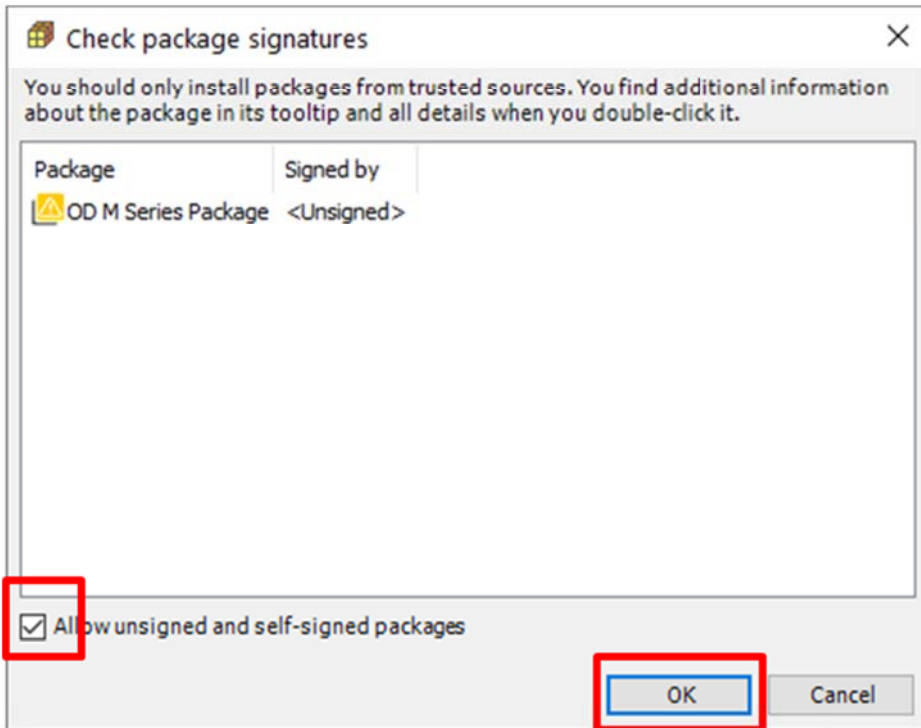 Check package signatures
You should only install packages from trusted sources. You find additional information
about the package in its tooltip and all details when you double-click it.
Package Signed by
OD M Series Package <Unsigned>
Allow unsigned and self-signed packages
OK Cancel